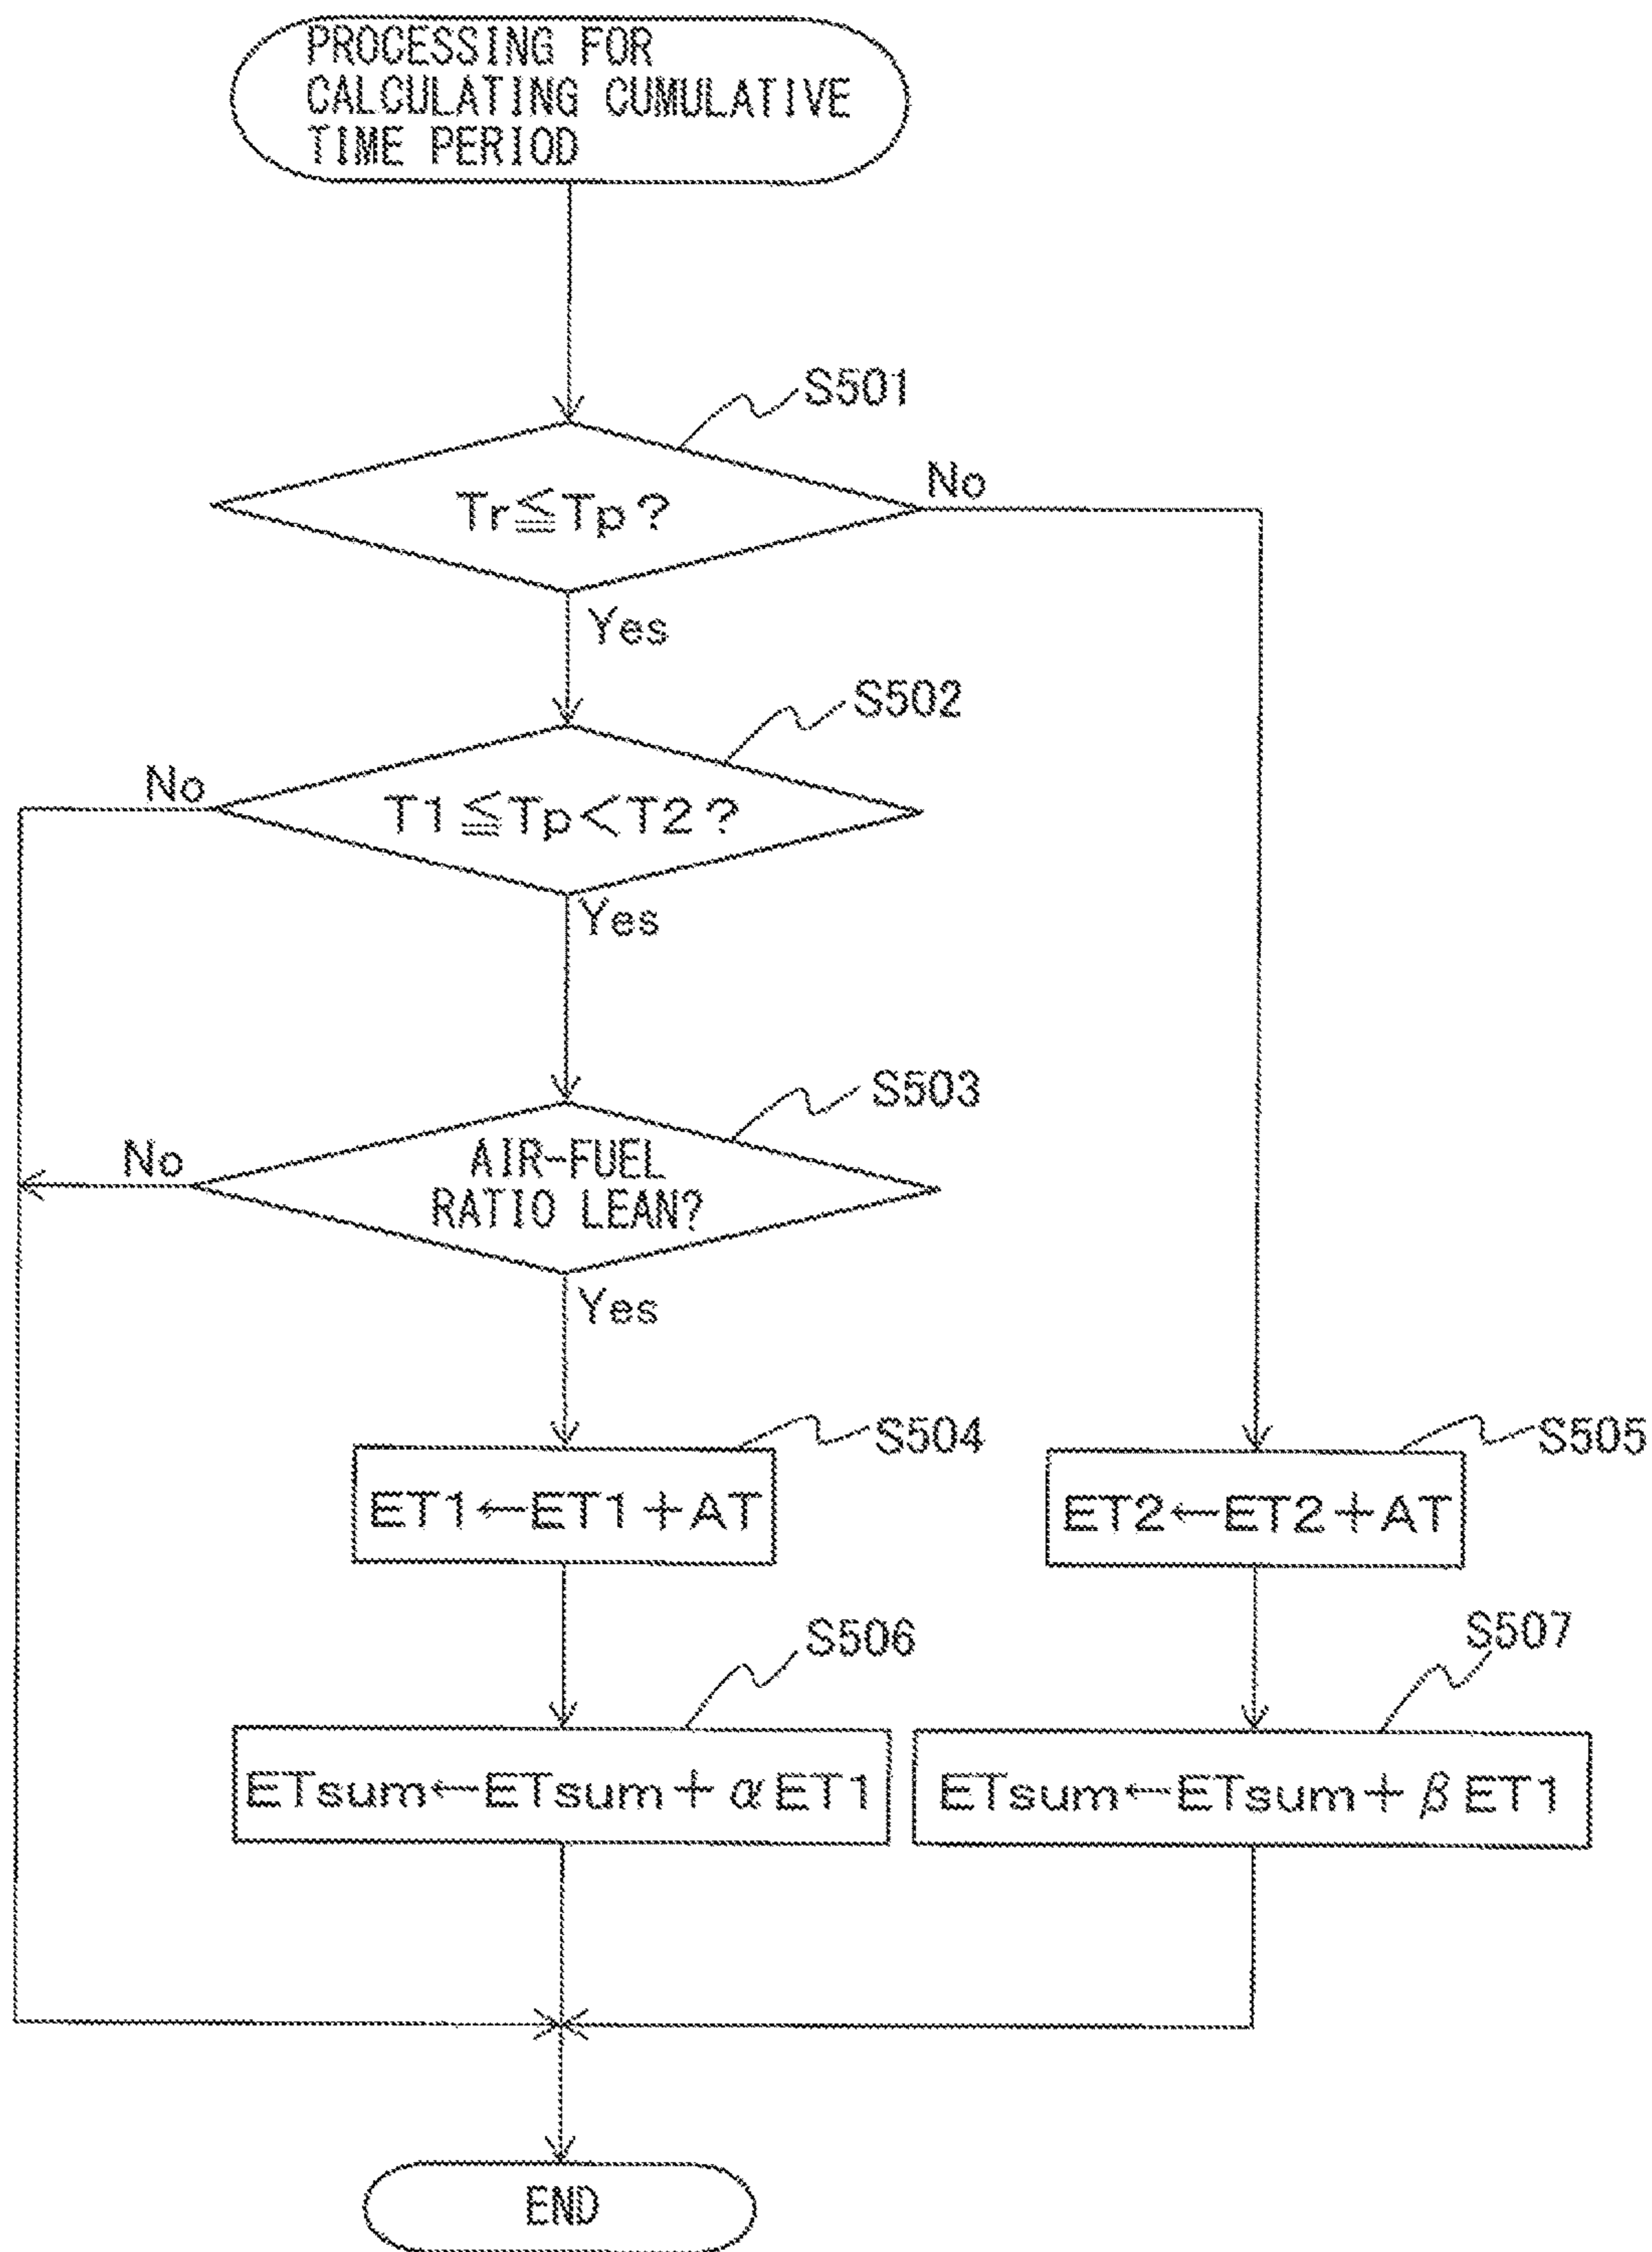 PROCESSING FOR
CALCULATING CUMULATIVE
TIME PERIOD
S501
Tr≦Tp?
No
Yes
S502
No
T1≦Tp<T2?
Yes
S503
No
AIR-FUEL
RATIO LEAN?
Yes
S504
S505
ET1←ET1+AT
ET2←ET2+AT
S506
S507
ETsum←ETsum+αET1
ETsum←ETsum+βET1
END